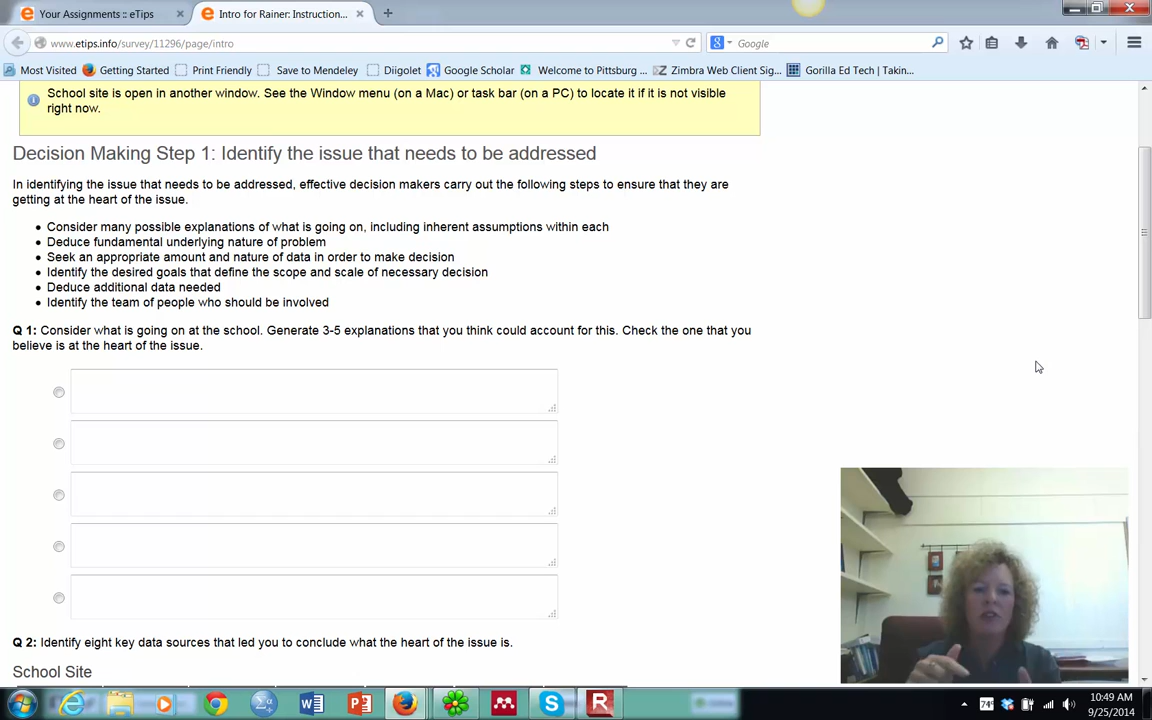 Your Assignments :: eTips
Intro for Rainer: Instruction...
www.etips.info/survey/11296/page/intro
Google
Most Visited Getting Started Print Friendly Save to Mendeley Diigolet Google Scholar Welcome to Pittsburg ... Zimbra Web Client Sig... Gorilla Ed Tech | Takin...
School site is open in another window. See the Window menu (on a Mac) or task bar (on a PC) to locate it if it is not visible
right now.
Decision Making Step 1: Identify the issue that needs to be addressed
In identifying the issue that needs to be addressed, effective decision makers carry out the following steps to ensure that they are
getting at the heart of the issue.
Consider many possible explanations of what is going on, including inherent assumptions within each
Deduce fundamental underlying nature of problem
Seek an appropriate amount and nature of data in order to make decision
Identify the desired goals that define the scope and scale of necessary decision
Deduce additional data needed
Identify the team of people who should be involved
Q 1: Consider what is going on at the school. Generate 3-5 explanations that you think could account for this. Check the one that you
believe is at the heart of the issue.
Q 2: Identify eight key data sources that led you to conclude what the heart of the issue is.
School Site
10:49 AM
9/25/2014